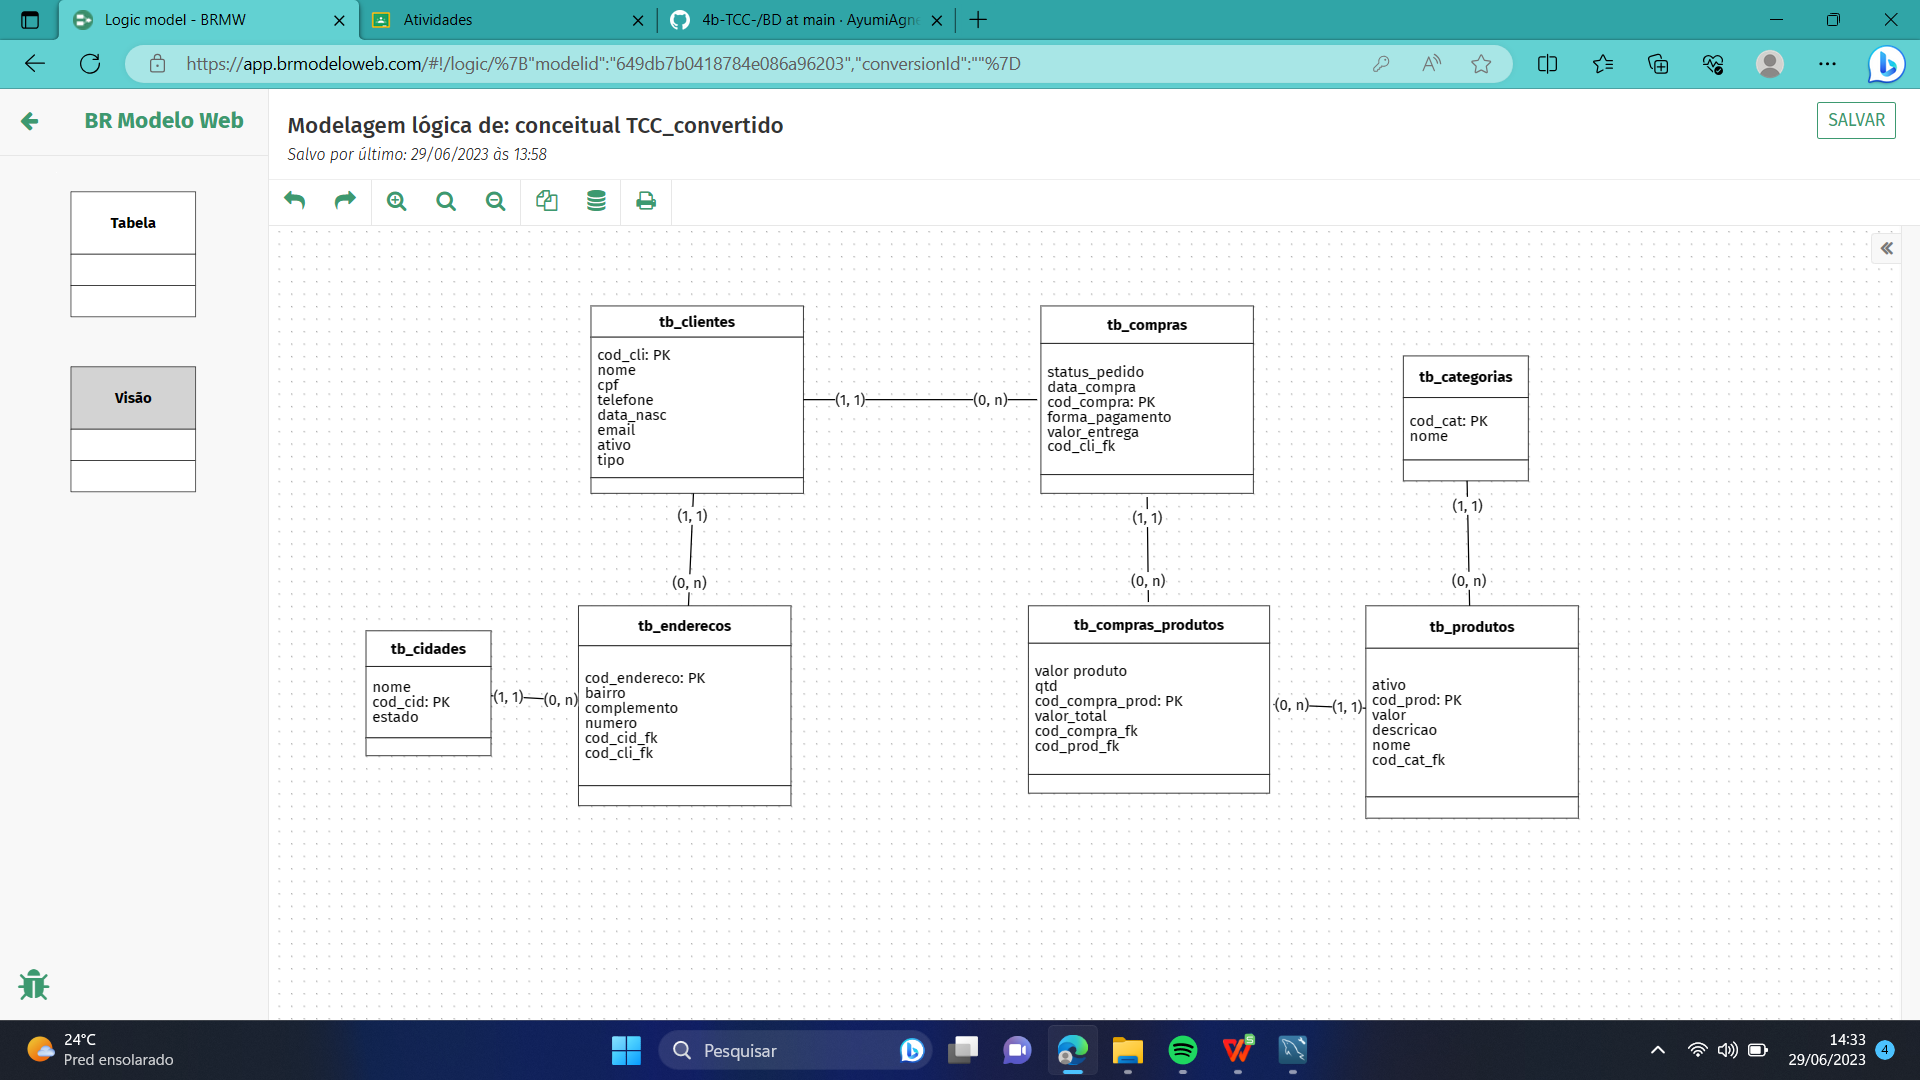 Logic model - BRMW
Atividades
4b-TCC-/BD at main · AyumiAgne
https://app.brmodeloweb.com/#!/logic/%7B"modelid":"649db7b0418784e086a96203","conversionId":""%7D
BR Modelo Web
Modelagem lógica de: conceitual TCC_convertido
Salvo por último: 29/06/2023 às 13:58
SALVAR
Tabela
Visão
tb_clientes
cod_cli: PK
nome
cpf
telefone
data_nasc
email
ativo
tipo
(1, 1)
(0, n)
tb_compras
status_pedido
data_compra
cod_compra: PK
forma_pagamento
valor_entrega
cod_cli_fk
tb_categorias
cod_cat: PK
nome
(1, 1)
(0, n)
(1, 1)
(0, n)
(1, 1)
(0, n)
tb_cidades
nome
cod_cid: PK
estado
(1, 1)
(0, n)
tb_enderecos
cod_endereco: PK
bairro
complemento
numero
cod_cid_fk
cod_cli_fk
tb_compras_produtos
valor produto
qtd
cod_compra_prod: PK
valor_total
cod_compra_fk
cod_prod_fk
(0, n)
(1, 1)
tb_produtos
ativo
cod_prod: PK
valor
descricao
nome
cod_cat_fk
24°C
Pred ensolarado
Pesquisar
14:33
29/06/2023
4